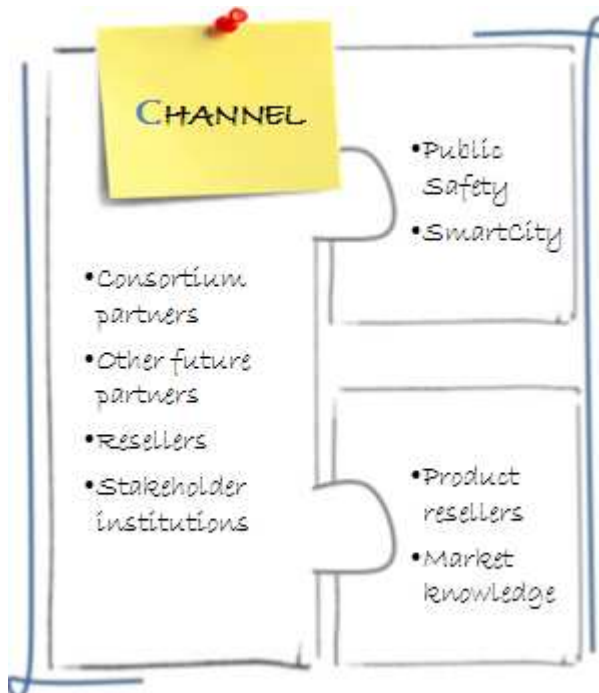 CHANNEL
•Consortium
partners
•Other future
partners
•Resellers
•Stakeholder
institutions
•Public
Safety
•SmartCity
•Product
resellers
•Market
knowledge